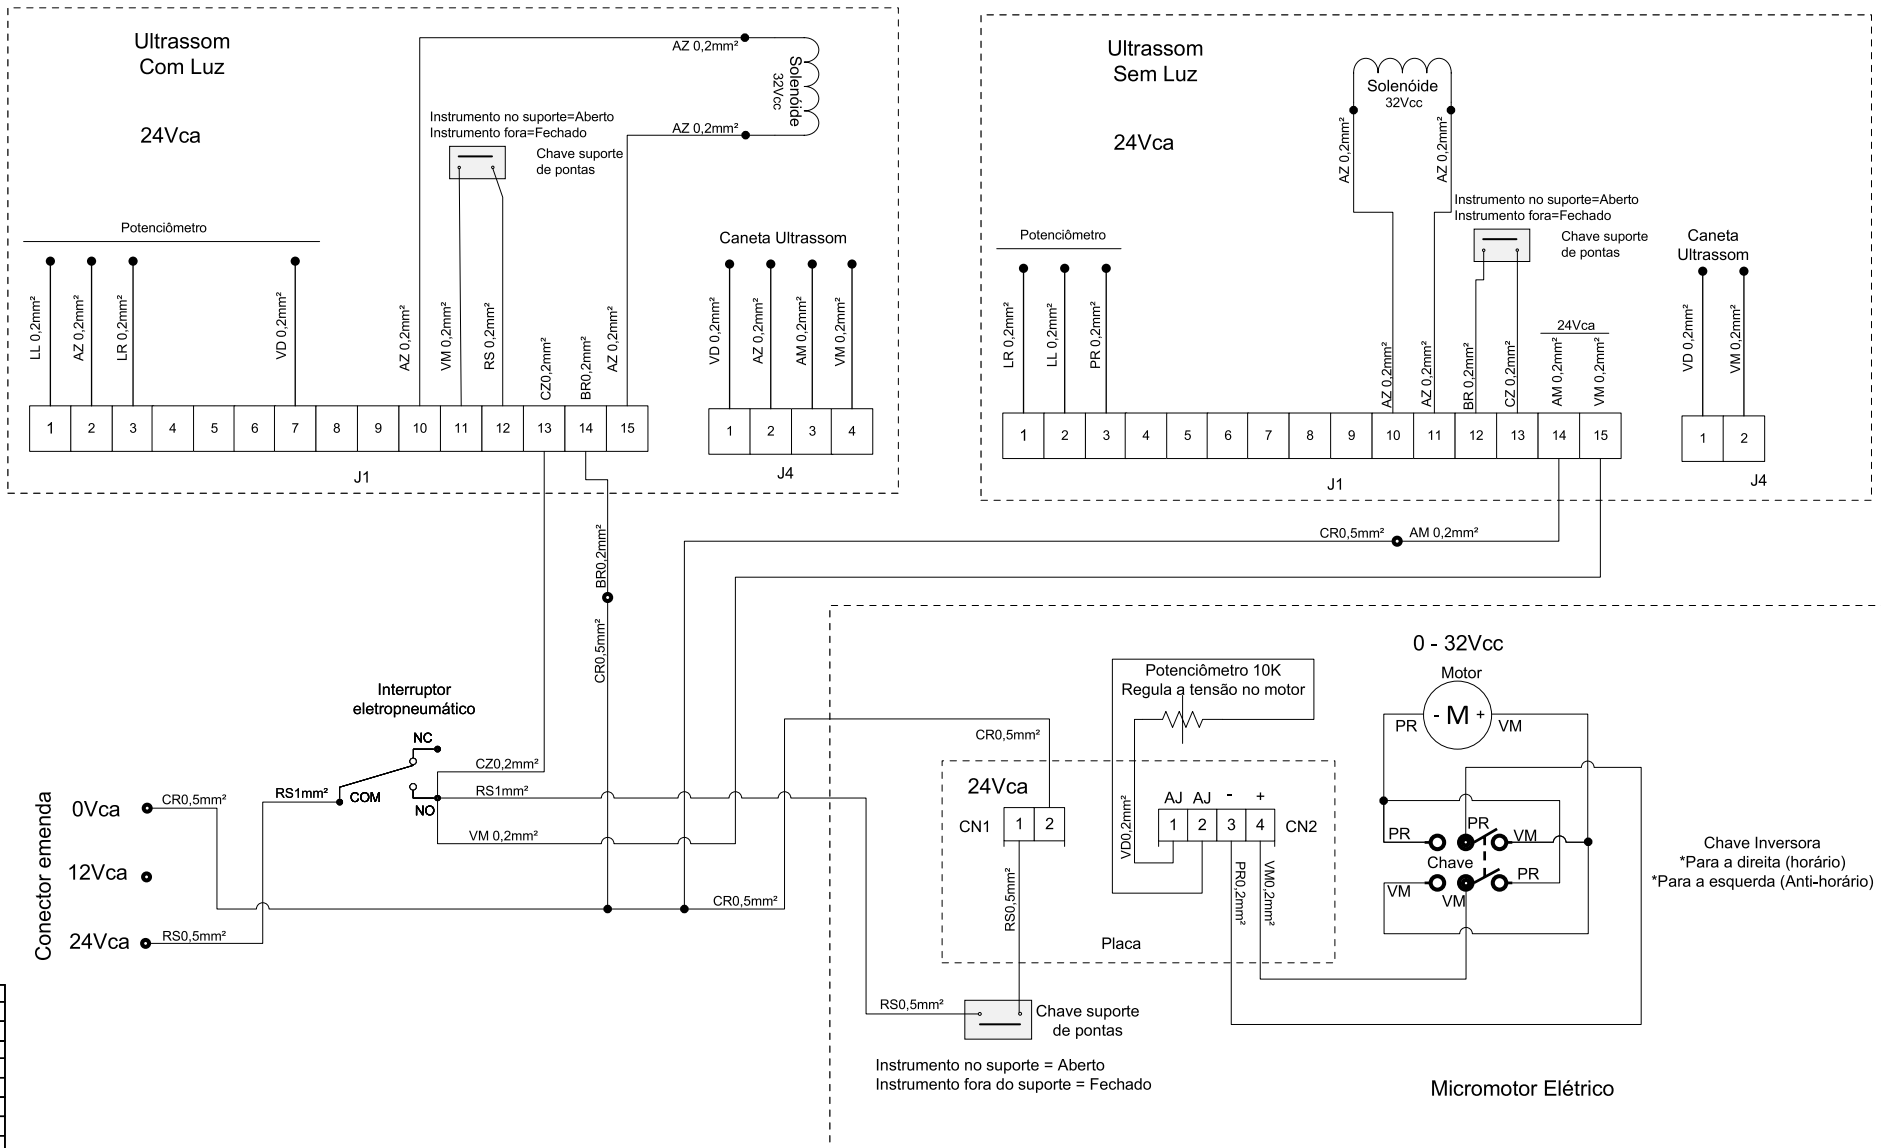 Ultrassom
Com Luz
24Vca
AZ 0,2mm²
Solenóide
32Vcc
AZ 0,2mm²
Instrumento no suporte=Aberto
Instrumento fora=Fechado
Chave suporte
de pontas
Potenciômetro
LL 0,2mm²
AZ 0,2mm²
LR 0,2mm²
VD 0,2mm²
AZ 0,2mm²
VM 0,2mm²
RS 0,2mm²
CZ0,2mm²
BR0,2mm²
AZ 0,2mm²
1 2 3 4 5 6 7 8 9 10 11 12 13 14 15
J1
Caneta Ultrassom
VD 0,2mm²
AZ 0,2mm²
AM 0,2mm²
VM 0,2mm²
1 2 3 4
J4
Ultrassom
Sem Luz
24Vca
Solenóide
32Vcc
AZ 0,2mm²
AZ 0,2mm²
Instrumento no suporte=Aberto
Instrumento fora=Fechado
Chave suporte
de pontas
Potenciômetro
LR 0,2mm²
LL 0,2mm²
PR 0,2mm²
AZ 0,2mm²
AZ 0,2mm²
BR 0,2mm²
CZ 0,2mm²
24Vca
AM 0,2mm²
VM 0,2mm²
1 2 3 4 5 6 7 8 9 10 11 12 13 14 15
J1
Caneta
Ultrassom
VD 0,2mm²
VM 0,2mm²
1 2
J4
CR0,5mm² AM 0,2mm²
BR0,2mm²
CR0,5mm²
Interruptor
eletropneumático
NC
COM
NO
CZ0,2mm²
RS1mm²
RS1mm²
VM 0,2mm²
Conector emenda
0Vca
CR0,5mm²
12Vca
24Vca
RS0,5mm²
CR0,5mm²
CR0,5mm²
0 - 32Vcc
Motor
- M +
PR
VM
Potenciômetro 10K
Regula a tensão no motor
24Vca
CN1
1 2
VD0,2mm²
AJ AJ - +
1 2 3 4
CN2
PR0,2mm²
VM0,2mm²
RS0,5mm²
Placa
PR
PR
VM
Chave
VM
VM
PR
Chave Inversora
*Para a direita (horário)
*Para a esquerda (Anti-horário)
RS0,5mm²
Chave suporte
de pontas
Instrumento no suporte = Aberto
Instrumento fora do suporte = Fechado
Micromotor Elétrico